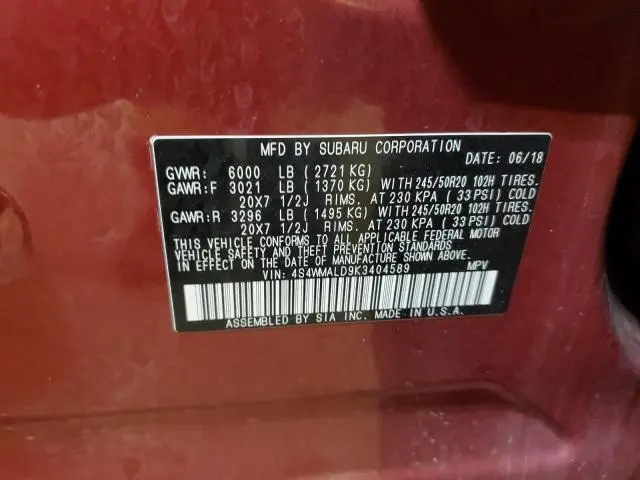 MFD BY SUBARU CORPORATION
DATE: 06/18
GVWR: 6000 LB (2721 KG)
GAWR:F 3021 LB (1370 KG) WITH 245/50R20 102H TIRES.
20X7 1/2J RIMS. AT 230 KPA (33 PSI) COLD
GAWR:R 3296 LB (1495 KG) WITH 245/50R20 102H TIRES.
20X7 1/2J RIMS. AT 230 KPA (33 PSI) COLD
THIS VEHICLE CONFORMS TO ALL APPLICABLE FEDERAL MOTOR
VEHICLE SAFETY AND THEFT PREVENTION STANDARDS
IN EFFECT ON THE DATE OF MANUFACTURE SHOWN ABOVE.
VIN: 4S4WMALD9K3404589 MPV
ASSEMBLED BY SIA INC. MADE IN U.S.A.